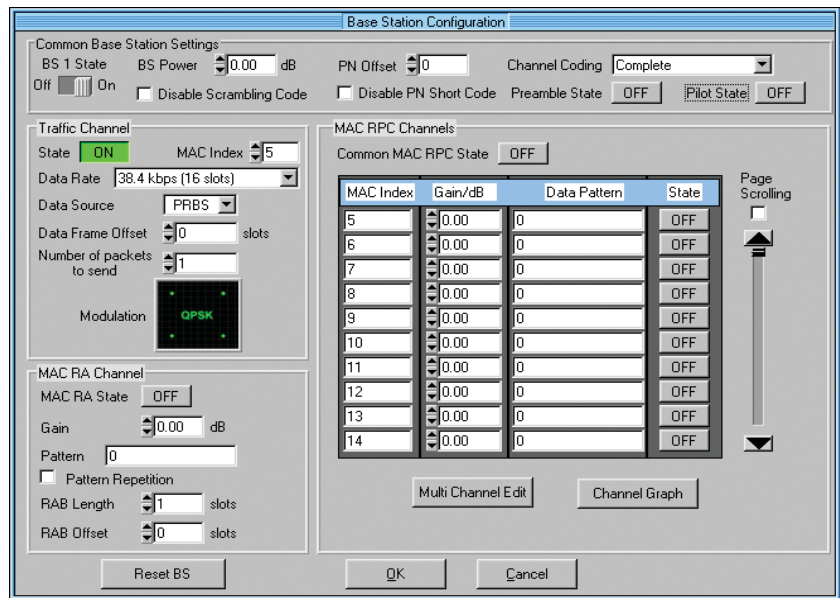 Base Station Configuration
Common Base Station Settings
BS 1 State
Off On
BS Power 0.00 dB
Disable Scrambling Code
PN Offset 0
Disable PN Short Code
Channel Coding Complete
Preamble State OFF
Pilot State OFF
Traffic Channel
State ON
MAC Index 5
Data Rate 38.4 kbps (16 slots)
Data Source PRBS
Data Frame Offset 0 slots
Number of packets
to send 1
Modulation QPSK
MAC RA Channel
MAC RA State OFF
Gain 0.00 dB
Pattern 0
Pattern Repetition
RAB Length 1 slots
RAB Offset 0 slots
MAC RPC Channels
Common MAC RPC State OFF
MAC Index Gain/dB Data Pattern State
5 0.00 0 OFF
6 0.00 0 OFF
7 0.00 0 OFF
8 0.00 0 OFF
9 0.00 0 OFF
10 0.00 0 OFF
11 0.00 0 OFF
12 0.00 0 OFF
13 0.00 0 OFF
14 0.00 0 OFF
Page
Scrolling
Multi Channel Edit
Channel Graph
Reset BS
OK
Cancel